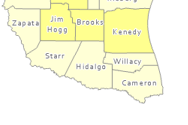 Jim
Hogg
Brooks
Kenedy
Zapata
Starr
Hidalgo
Willacy
Cameron